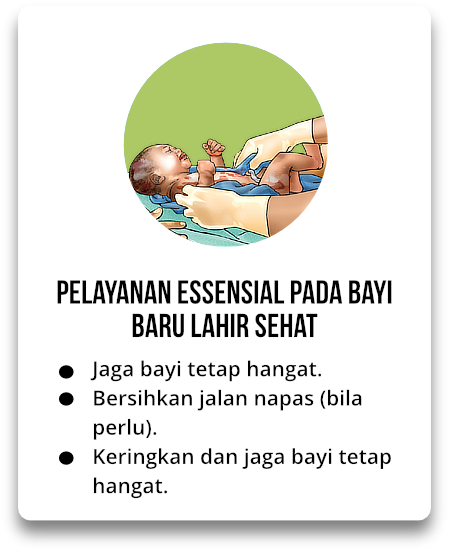 PELAYANAN ESSENSIAL PADA BAYI
BARU LAHIR SEHAT
● Jaga bayi tetap hangat.
● Bersihkan jalan napas (bila
perlu).
● Keringkan dan jaga bayi tetap
hangat.